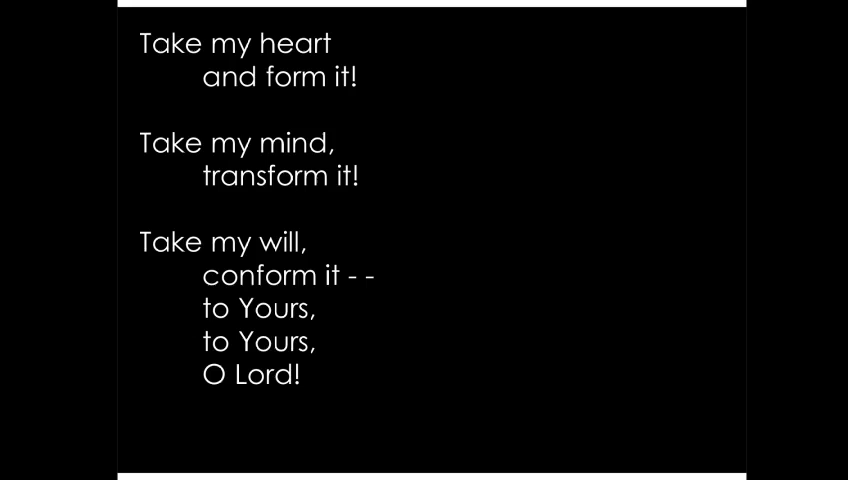 Take my heart
and form it!
Take my mind,
transform it!
Take my will,
conform it - -
to Yours,
to Yours,
O Lord!